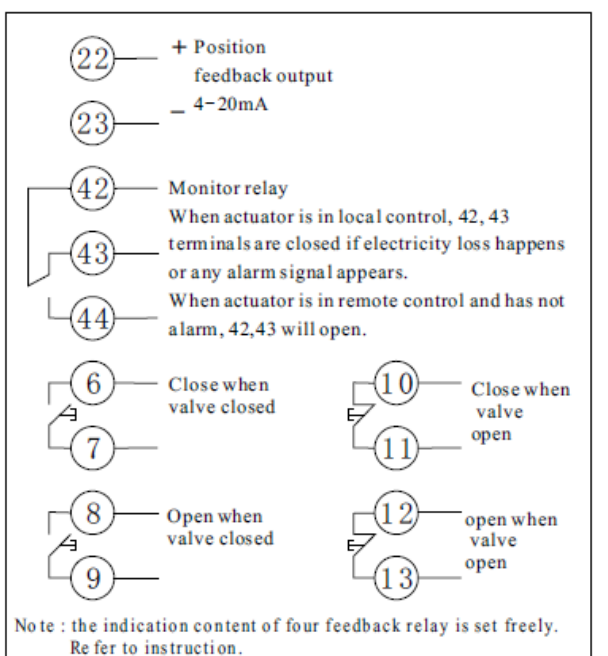 22 + Position
feedback output
23 − 4−20mA
42 Monitor relay
When actuator is in local control, 42, 43
43 terminals are closed if electricity loss happens
or any alarm signal appears.
When actuator is in remote control and has not
44 alarm, 42,43 will open.
6 Close when
valve closed
7
10 Close when
valve
open
11
8 Open when
valve closed
9
12 open when
valve
open
13
Note : the indication content of four feedback relay is set freely.
Re fer to instruction.